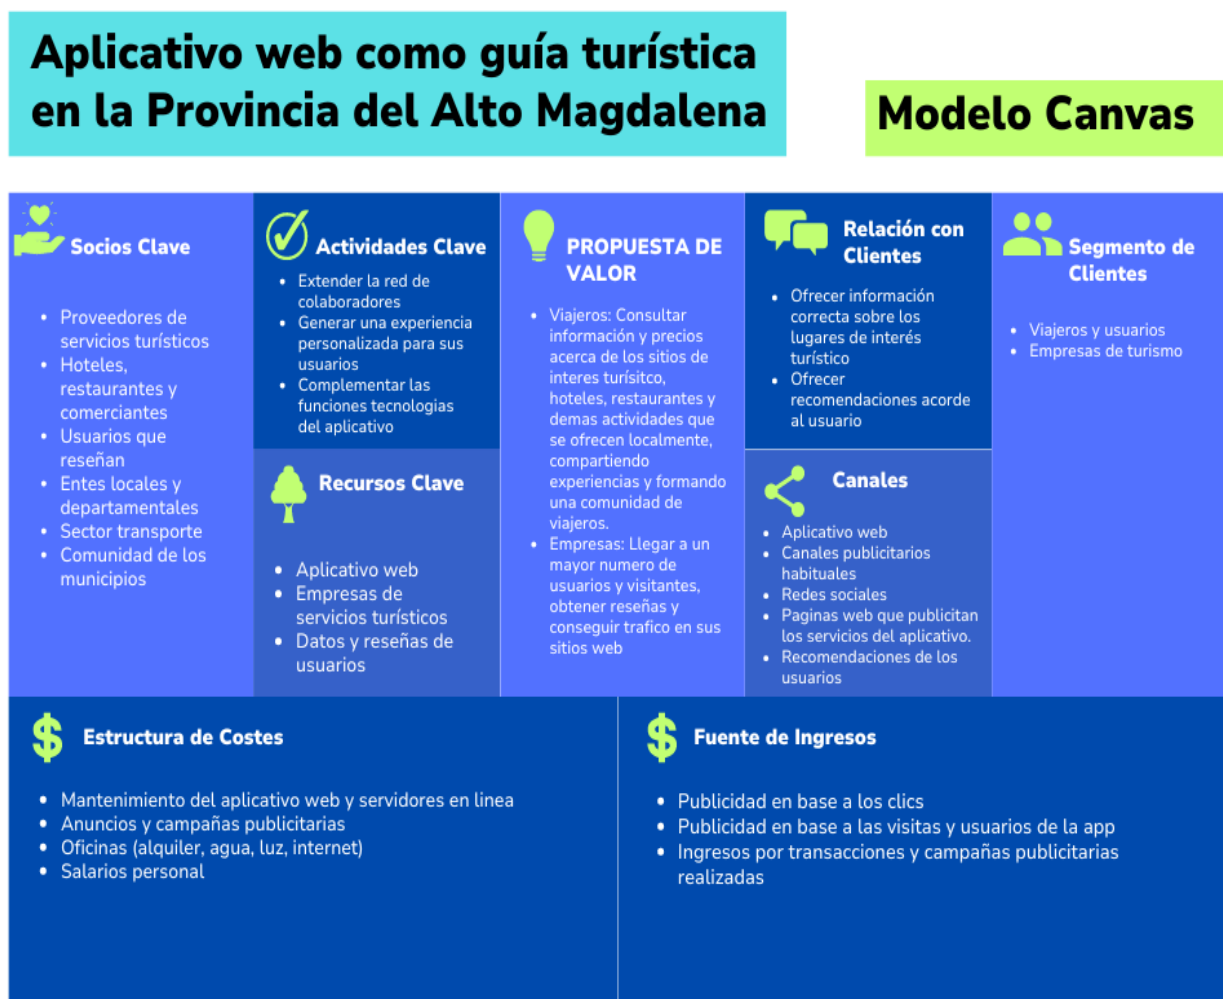 Aplicativo web como guía turística
en la Provincia del Alto Magdalena
Modelo Canvas
Socios Clave
• Proveedores de
servicios turísticos
• Hoteles,
restaurantes y
comerciantes
• Usuarios que
reseñan
• Entes locales y
departamentales
• Sector transporte
• Comunidad de los
municipios
Actividades Clave
• Extender la red de
colaboradores
• Generar una experiencia
personalizada para sus
usuarios
• Complementar las
funciones tecnologias
del aplicativo
Recursos Clave
• Aplicativo web
• Empresas de
servicios turísticos
• Datos y reseñas de
usuarios
PROPUESTA DE
VALOR
• Viajeros: Consultar
información y precios
acerca de los sitios de
interes turísitco,
hoteles, restaurantes y
demas actividades que
se ofrecen localmente,
compartiendo
experiencias y formando
una comunidad de
viajeros.
• Empresas: Llegar a un
mayor numero de
usuarios y visitantes,
obtener reseñas y
conseguir trafico en sus
sitios web
Relación con
Clientes
• Ofrecer información
correcta sobre los
lugares de interés
turístico
• Ofrecer
recomendaciones acorde
al usuario
Canales
• Aplicativo web
• Canales publicitarios
habituales
• Redes sociales
• Paginas web que publicitan
los servicios del aplicativo.
• Recomendaciones de los
usuarios
Segmento de
Clientes
• Viajeros y usuarios
• Empresas de turismo
$ Estructura de Costes
• Mantenimiento del aplicativo web y servidores en linea
• Anuncios y campañas publicitarias
• Oficinas (alquiler, agua, luz, internet)
• Salarios personal
$ Fuente de Ingresos
• Publicidad en base a los clics
• Publicidad en base a las visitas y usuarios de la app
• Ingresos por transacciones y campañas publicitarias
realizadas